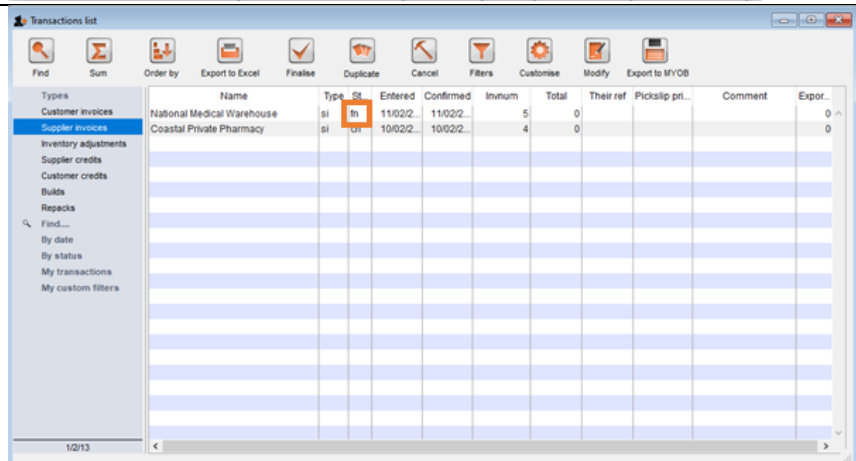 Transactions list
Find Sum Order by Export to Excel Finalise Duplicate Cancel Filters Customise Modify Export to MYOB
Types
Customer invoices
Supplier invoices
Inventory adjustments
Supplier credits
Customer credits
Builds
Repacks
Find....
By date
By status
My transactions
My custom filters
1/2/13
Name Type St... Entered Confirmed Invnum Total Their ref Pickslip pri... Comment Expor...
National Medical Warehouse si fn 11/02/2... 11/02/2... 5 0 0
Coastal Private Pharmacy si cn 10/02/2... 10/02/2... 4 0 0